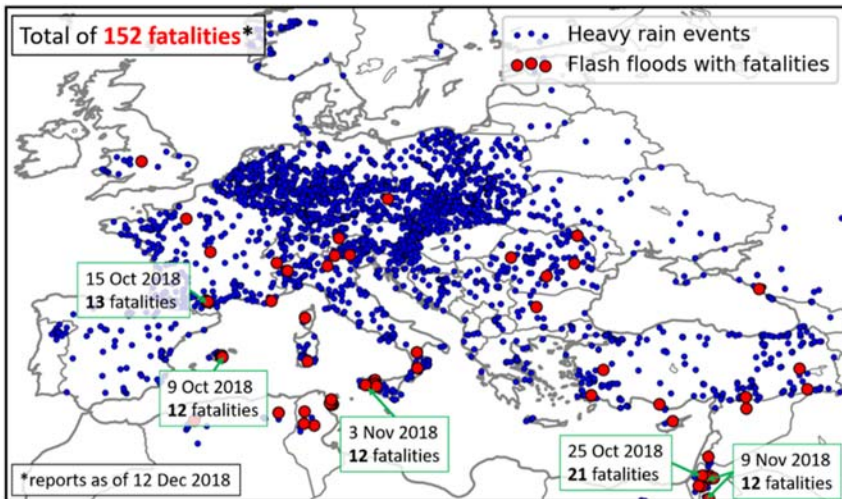 Total of 152 fatalities*
Heavy rain events
Flash floods with fatalities
15 Oct 2018
13 fatalities
9 Oct 2018
12 fatalities
3 Nov 2018
12 fatalities
25 Oct 2018
21 fatalities
9 Nov 2018
12 fatalities
*reports as of 12 Dec 2018